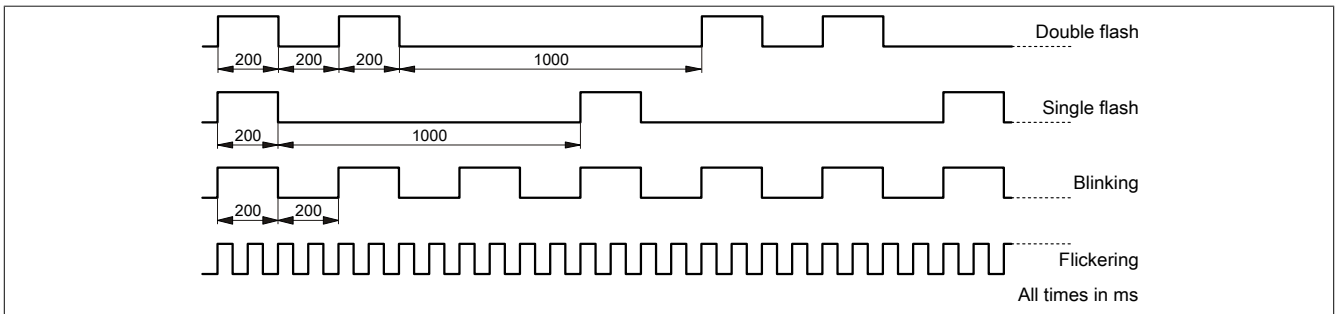 Double flash
200 200 200 1000
Single flash
200 1000
Blinking
200 200
Flickering
All times in ms